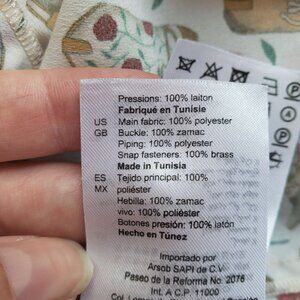 Pressions: 100% laiton
Fabriqué en Tunisie
US Main fabric: 100% polyester
GB Buckle: 100% zamac
Piping: 100% polyester
Snap fasteners: 100% brass
Made in Tunisia
ES Tejido principal: 100%
MX poliéster
Hebilla: 100% zamac
vivo: 100% poliéster
Botones presión: 100% latón
Hecho en Túnez
Importado por
Arsob SAPI de C.V.
Paseo de la Reforma No. 2076
Int. A C.P. 11000